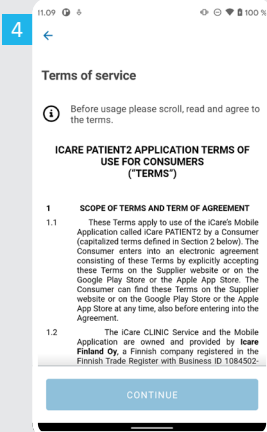 4
11.09
100 %
Terms of service
Before usage please scroll, read and agree to
the terms.
ICARE PATIENT2 APPLICATION TERMS OF
USE FOR CONSUMERS
("TERMS")
1 SCOPE OF TERMS AND TERM OF AGREEMENT
1.1 These Terms apply to use of the iCare's Mobile
Application called iCare PATIENT2 by a Consumer
(capitalized terms defined in Section 2 below). The
Consumer enters into an electronic agreement
consisting of these Terms by explicitly accepting
these Terms on the Supplier website or on the
Google Play Store or the Apple App Store. The
Consumer can find these Terms on the Supplier
website or on the Google Play Store or the Apple
App Store at any time, also before entering into the
Agreement.
1.2 The iCare CLINIC Service and the Mobile
Application are owned and provided by Icare
Finland Oy, a Finnish company registered in the
Finnish Trade Register with Business ID 1084502-
CONTINUE